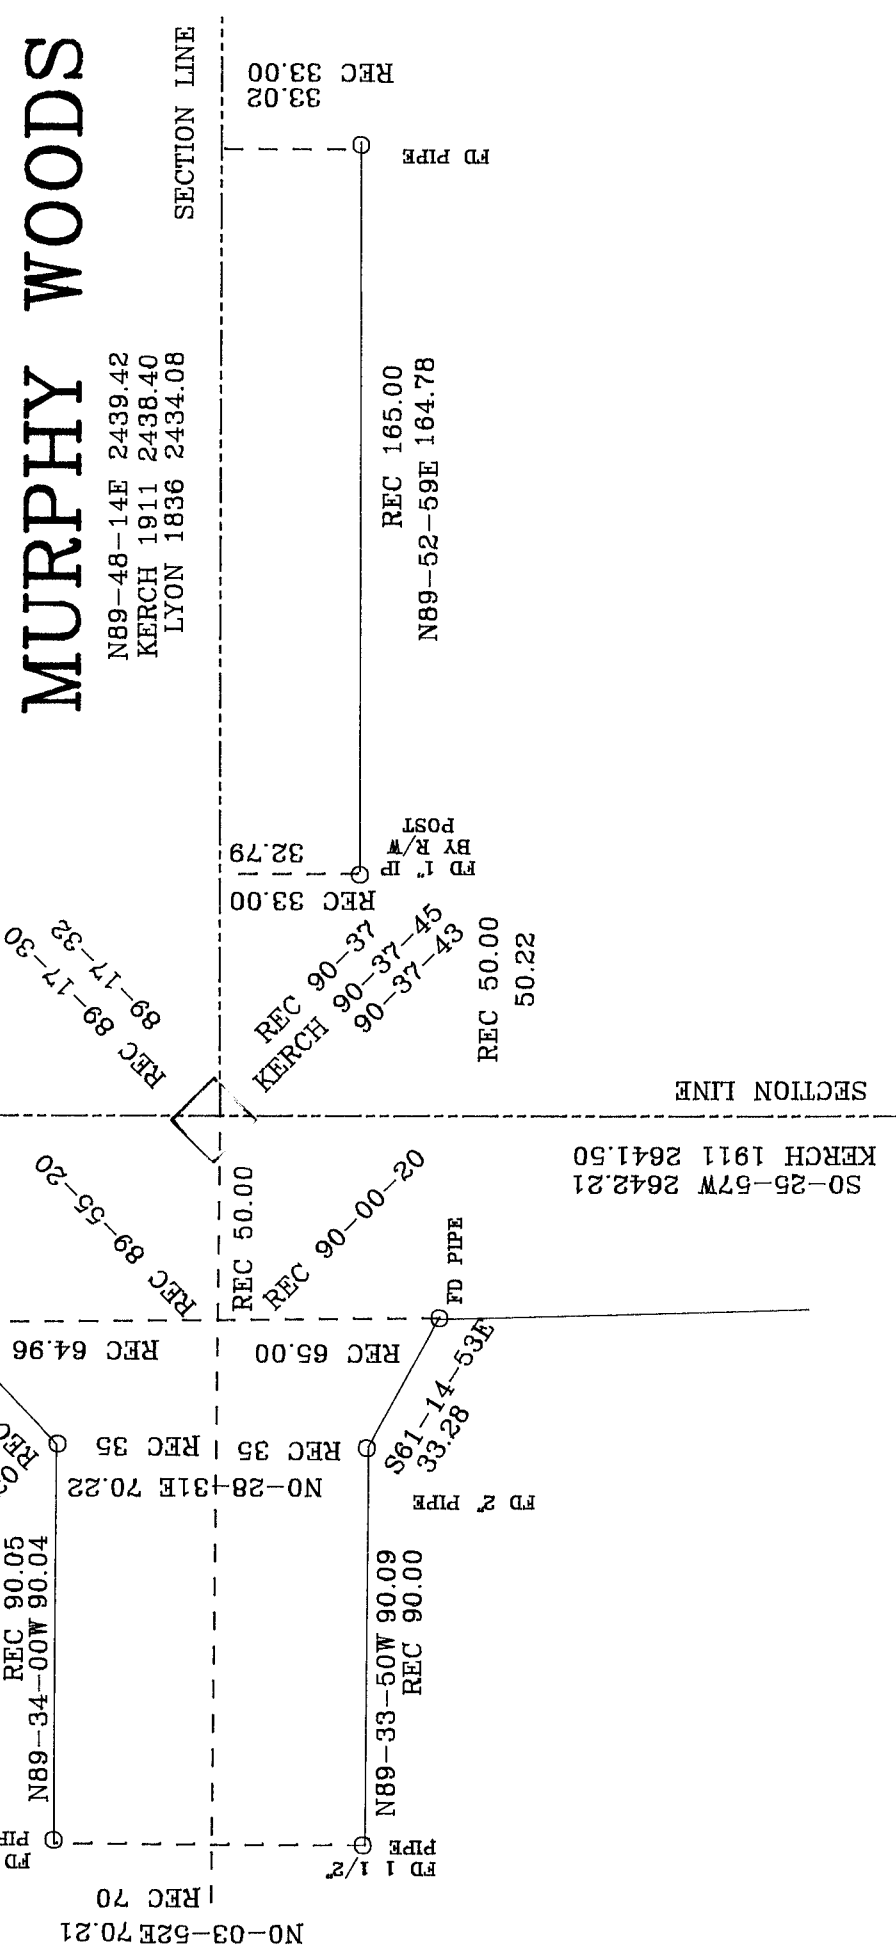 MURPHY WOODS
SECTION LINE
N89-48-14E 2439.42
KERCH 1911 2438.40
LYON 1836 2434.08
REC 33.00
33.02
FD PIPE
REC 165.00
N89-52-59E 164.78
32.79
REC 33.00
FD 1" IP
BY R/W
POST
REC 89-17-30
89-17-32
REC 90-37
KERCH 90-37-45
90-37-43
REC 50.00
50.22
SECTION LINE
KERCH 1911 2641.50
S0-25-57W 2642.21
REC 89-55-20
REC 50.00
REC 90-00-20
FD PIPE
REC 64.96
REC 65.00
S61-14-53E
33.28
REC
REC 35
REC 35
N0-28-31E 70.22
FD 2" PIPE
REC 90.05
N89-34-00W 90.04
N89-33-50W 90.09
REC 90.00
FD
FD 1 1/2"
PIPE
REC 70
N0-03-52E 70.21